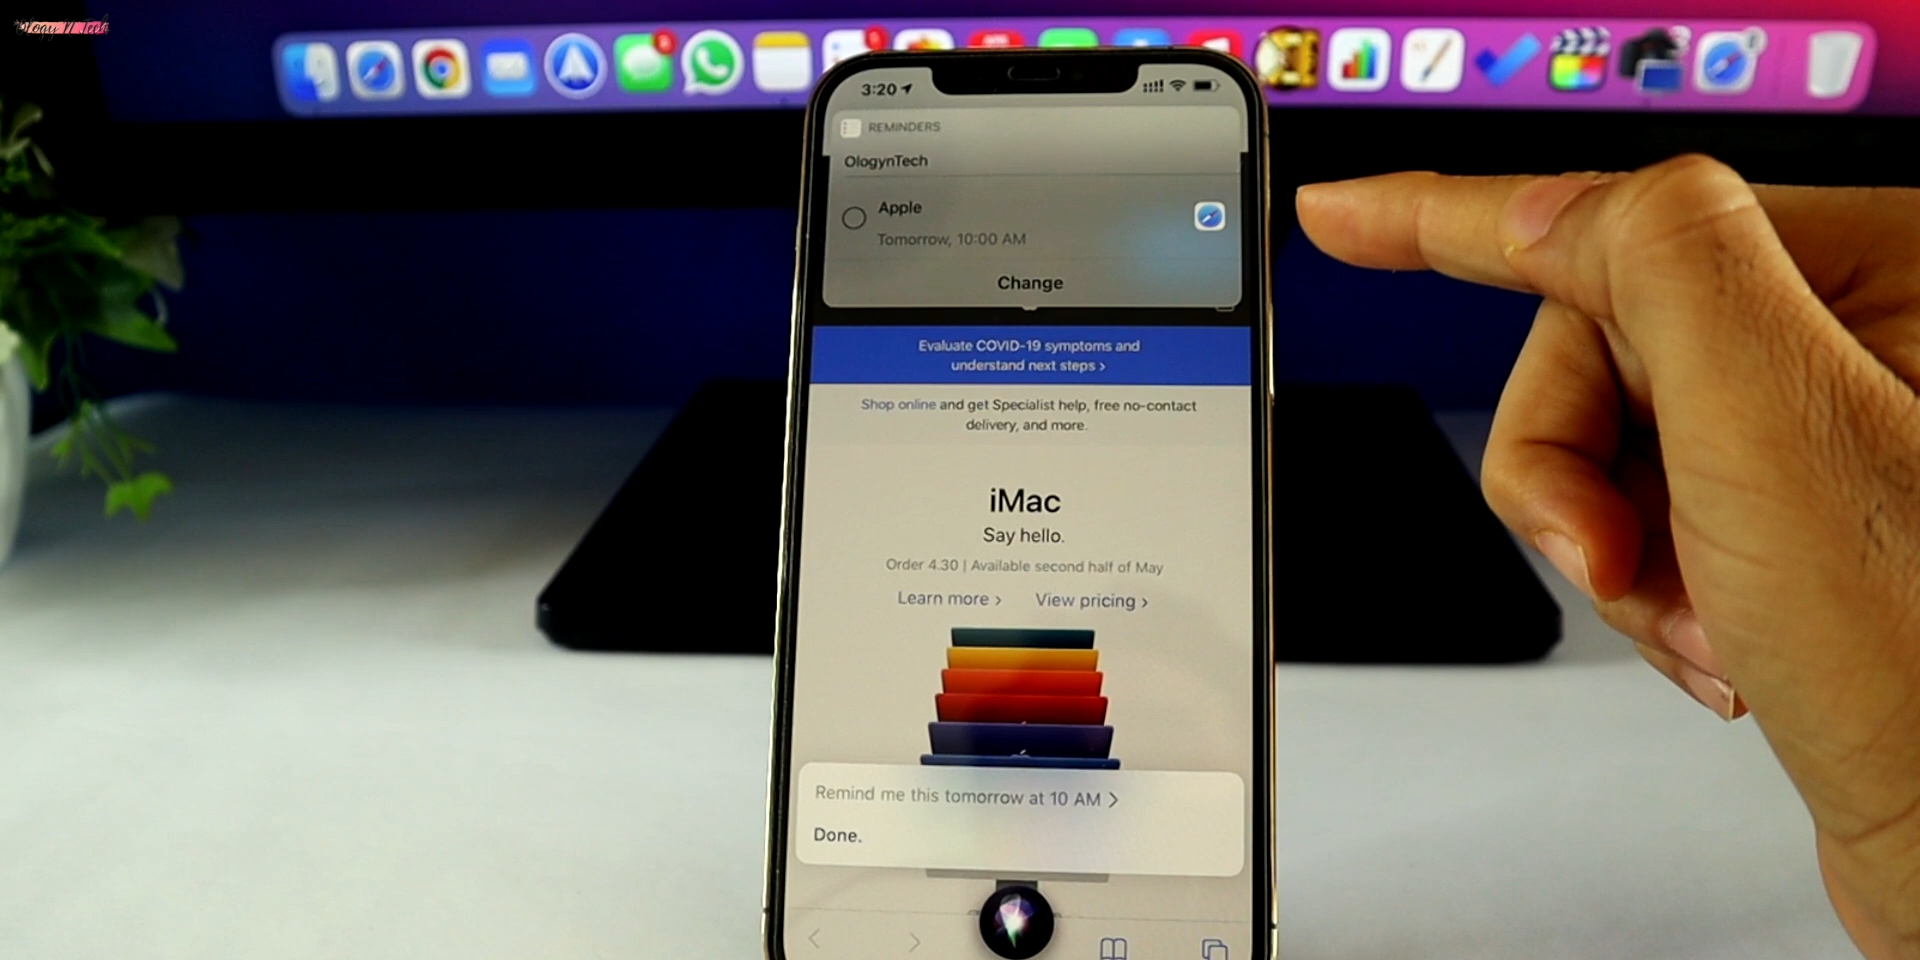 Ology N Tech
3:20
REMINDERS
OlogynTech
Apple
Tomorrow, 10:00 AM
Change
Evaluate COVID-19 symptoms and
understand next steps >
Shop online and get Specialist help, free no-contact
delivery, and more.
iMac
Say hello.
Order 4.30 | Available second half of May
Learn more > View pricing >
Remind me this tomorrow at 10 AM >
Done.